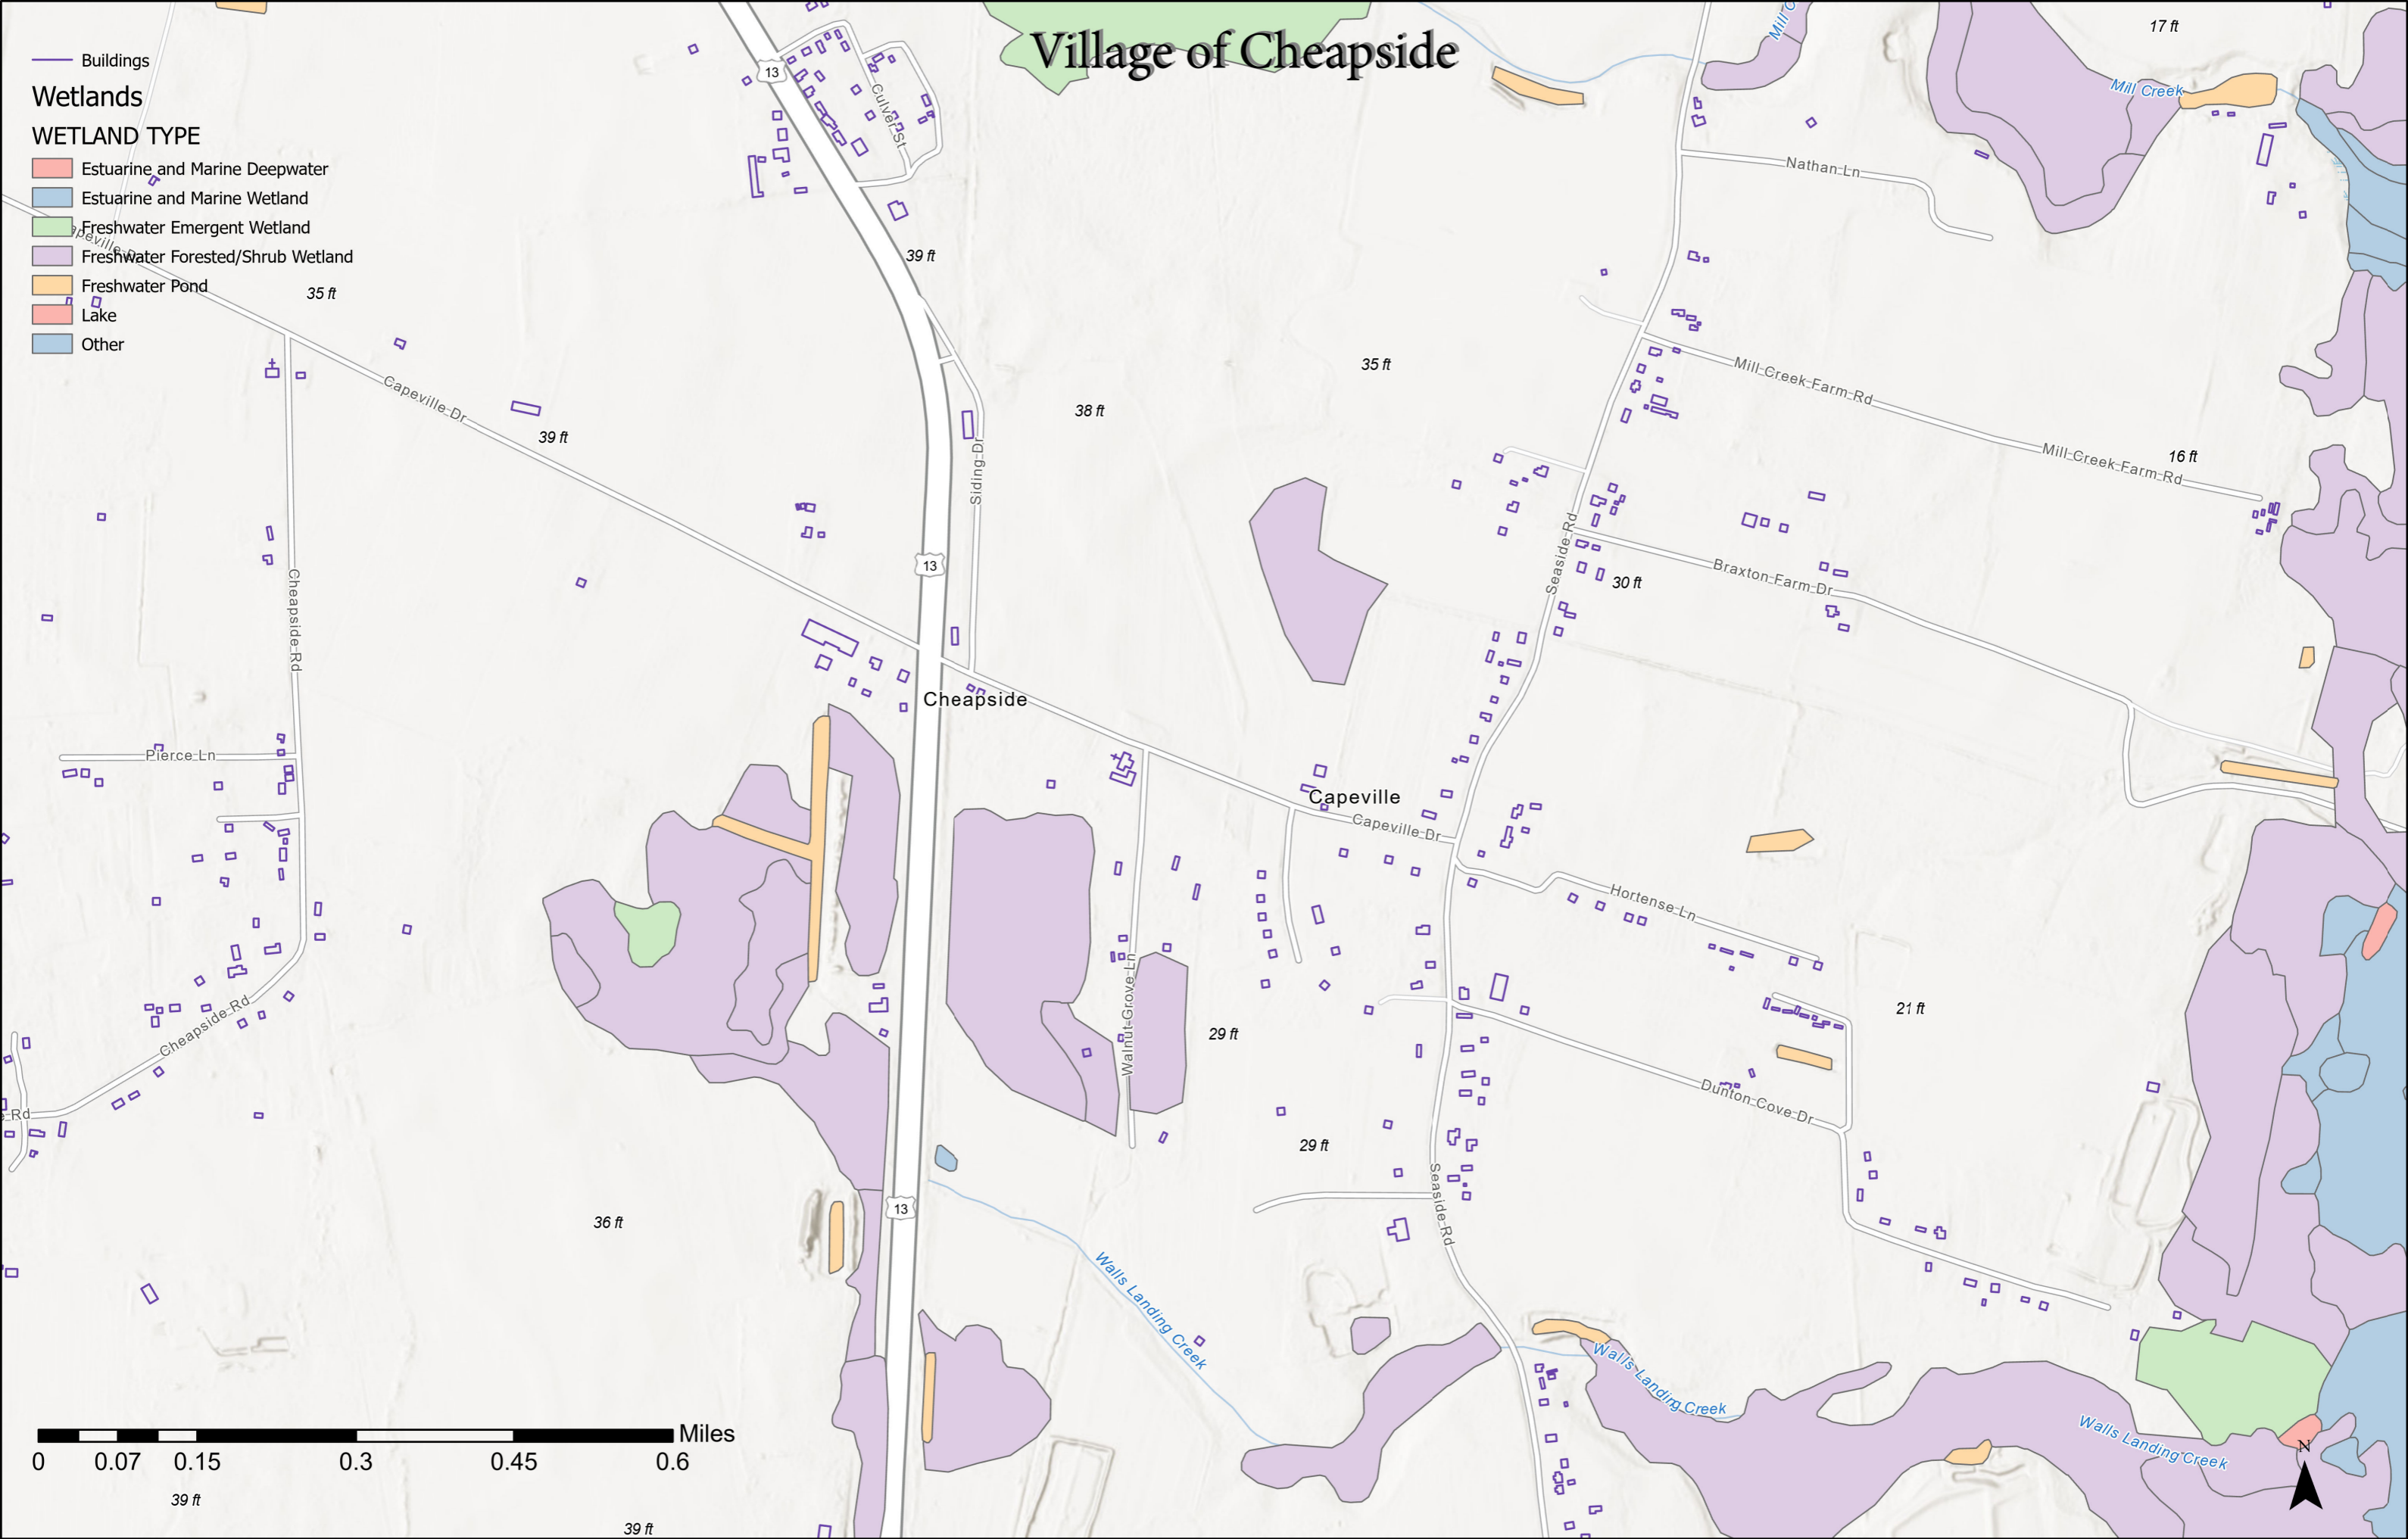 Village of Cheapside
Buildings
Wetlands
WETLAND TYPE
Estuarine and Marine Deepwater
Estuarine and Marine Wetland
Freshwater Emergent Wetland
Freshwater Forested/Shrub Wetland
Freshwater Pond
Lake
Other
17 ft
Mill C
Mill Creek
13
Culver St
Nathan Ln
39 ft
35 ft
35 ft
38 ft
Capeville Dr
39 ft
Siding Dr
Mill Creek Farm Rd
Mill Creek Farm Rd
16 ft
13
Seaside Rd
30 ft
Braxton Farm Dr
Cheapside Rd
Cheapside
Pierce Ln
Capeville
Capeville Dr
Hortense Ln
Walnut Grove Ln
29 ft
21 ft
Cheapside Rd
Rd
Dunton Cove Dr
29 ft
Seaside Rd
13
36 ft
Walls Landing Creek
Walls Landing Creek
Walls Landing Creek
N
Miles
0 0.07 0.15 0.3 0.45 0.6
39 ft
39 ft